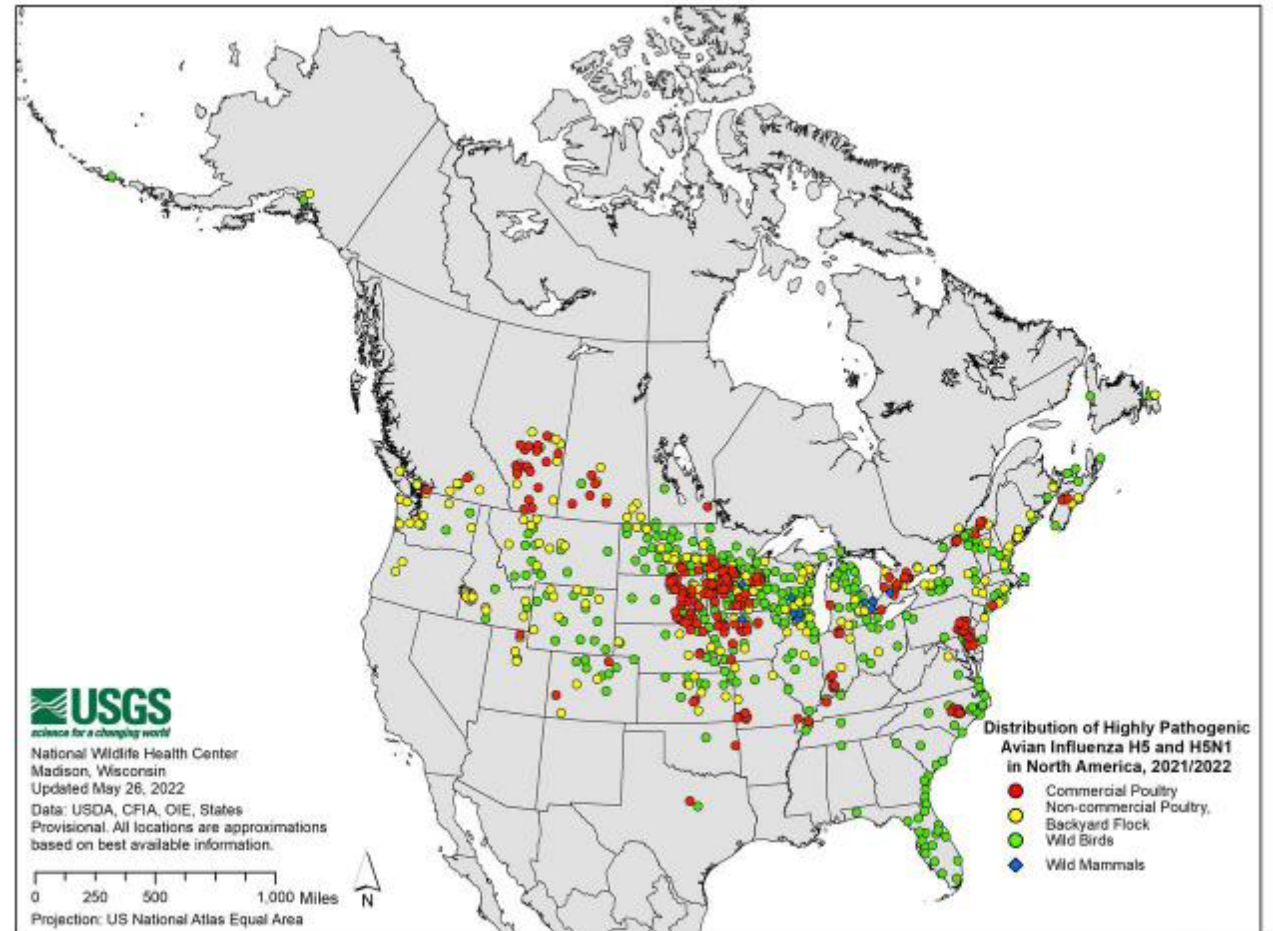 USGS
science for a changing world
National Wildlife Health Center
Madison, Wisconsin
Updated May 26, 2022
Data: USDA, CFIA, OIE, States
Provisional. All locations are approximations
based on best available information.
0 250 500 1,000 Miles
N
Projection: US National Atlas Equal Area
Distribution of Highly Pathogenic
Avian Influenza H5 and H5N1
in North America, 2021/2022
Commercial Poultry
Non-commercial Poultry,
Backyard Flock
Wild Birds
Wild Mammals